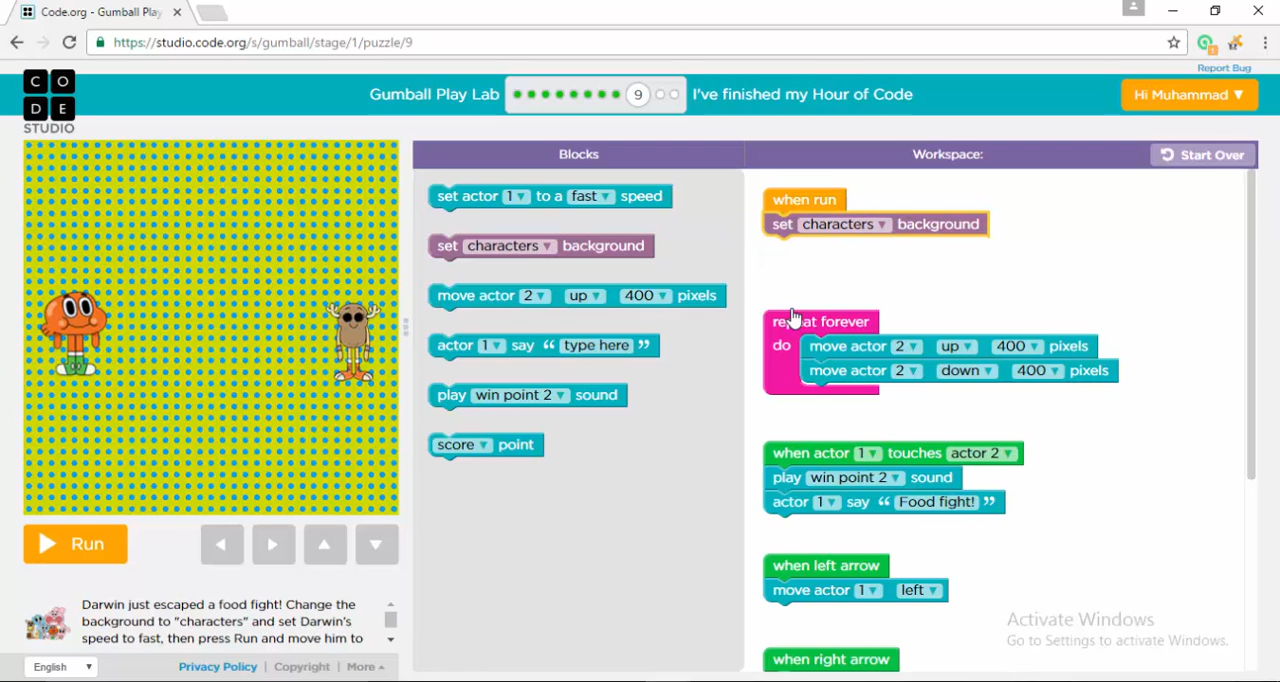 Code.org - Gumball Play
https://studio.code.org/s/gumball/stage/1/puzzle/9
Report Bug
C O
D E
STUDIO
Gumball Play Lab
9
I've finished my Hour of Code
Hi Muhammad ▼
Blocks
Workspace:
Start Over
set actor 1 to a fast speed
set characters background
move actor 2 up 400 pixels
actor 1 say “ type here ”
play win point 2 sound
score point
when run
set characters background
repeat forever
do
move actor 2 up 400 pixels
move actor 2 down 400 pixels
when actor 1 touches actor 2
play win point 2 sound
actor 1 say “ Food fight! ”
when left arrow
move actor 1 left
when right arrow
Run
Darwin just escaped a food fight! Change the
background to "characters" and set Darwin's
speed to fast, then press Run and move him to
English
Privacy Policy | Copyright | More
Activate Windows
Go to Settings to activate Windows.